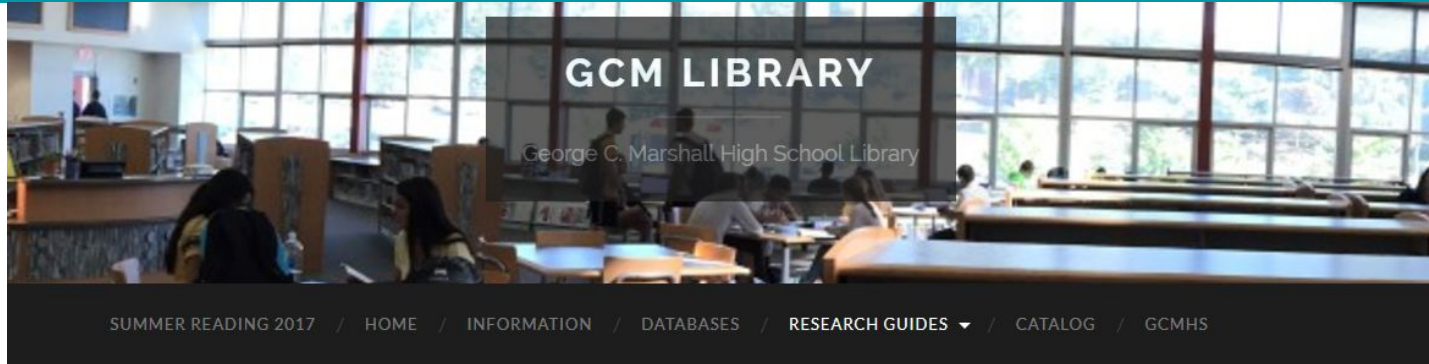 GCM LIBRARY
George C. Marshall High School Library
SUMMER READING 2017 / HOME / INFORMATION / DATABASES / RESEARCH GUIDES / CATALOG / GCMHS